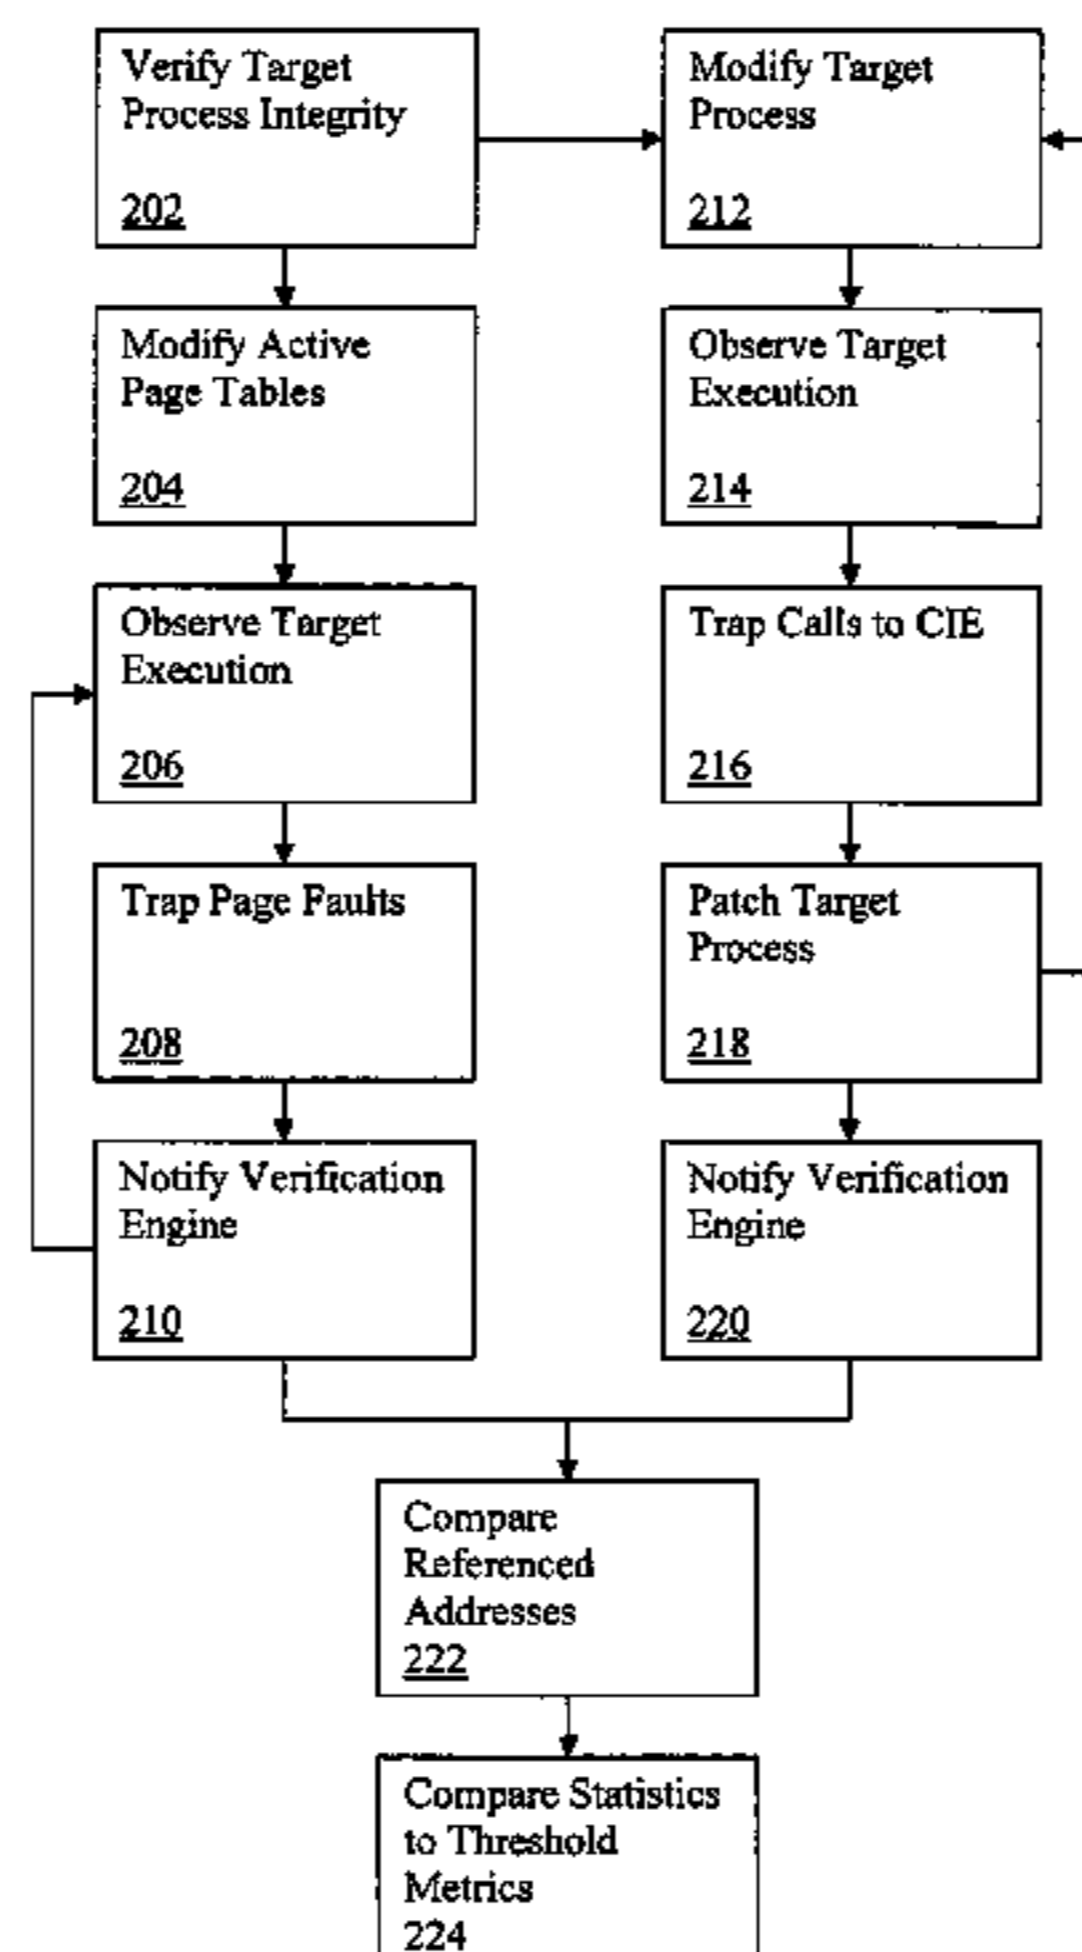 Verify Target
Process Integrity
202
Modify Target
Process
212
Modify Active
Page Tables
204
Observe Target
Execution
214
Observe Target
Execution
206
Trap Calls to CIE
216
Trap Page Faults
208
Patch Target
Process
218
Notify Verification
Engine
210
Notify Verification
Engine
220
Compare
Referenced
Addresses
222
Compare Statistics
to Threshold
Metrics
224